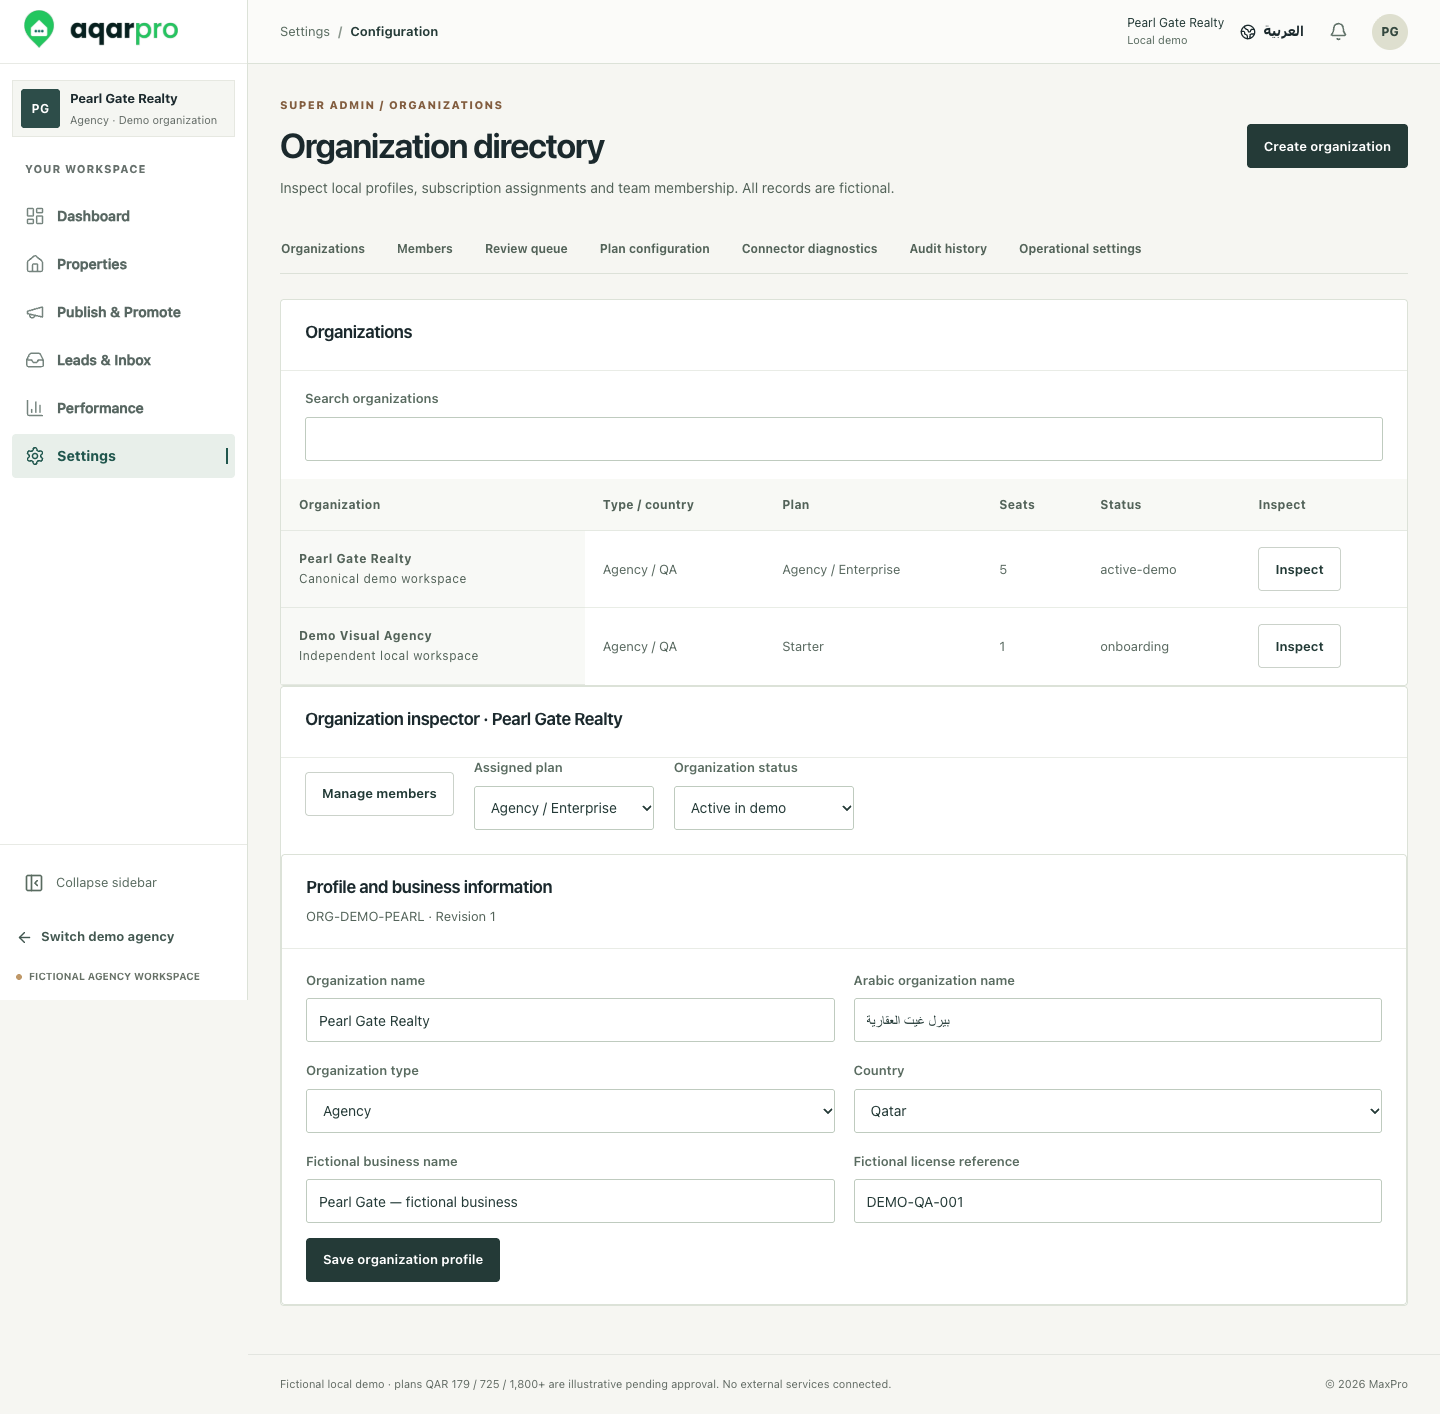 aqarpro
Settings / Configuration
Pearl Gate Realty
Local demo
العربية
PG
PG
Pearl Gate Realty
Agency · Demo organization
YOUR WORKSPACE
Dashboard
Properties
Publish & Promote
Leads & Inbox
Performance
Settings
Collapse sidebar
Switch demo agency
FICTIONAL AGENCY WORKSPACE
SUPER ADMIN / ORGANIZATIONS
Organization directory
Create organization
Inspect local profiles, subscription assignments and team membership. All records are fictional.
Organizations Members Review queue Plan configuration Connector diagnostics Audit history Operational settings
Organizations
Search organizations
Organization Type / country Plan Seats Status Inspect
Pearl Gate Realty
Canonical demo workspace
Agency / QA Agency / Enterprise 5 active-demo Inspect
Demo Visual Agency
Independent local workspace
Agency / QA Starter 1 onboarding Inspect
Organization inspector · Pearl Gate Realty
Manage members
Assigned plan
Agency / Enterprise
Organization status
Active in demo
Profile and business information
ORG-DEMO-PEARL · Revision 1
Organization name
Pearl Gate Realty
Arabic organization name
بيرل غيت العقارية
Organization type
Agency
Country
Qatar
Fictional business name
Pearl Gate — fictional business
Fictional license reference
DEMO-QA-001
Save organization profile
Fictional local demo · plans QAR 179 / 725 / 1,800+ are illustrative pending approval. No external services connected.
© 2026 MaxPro